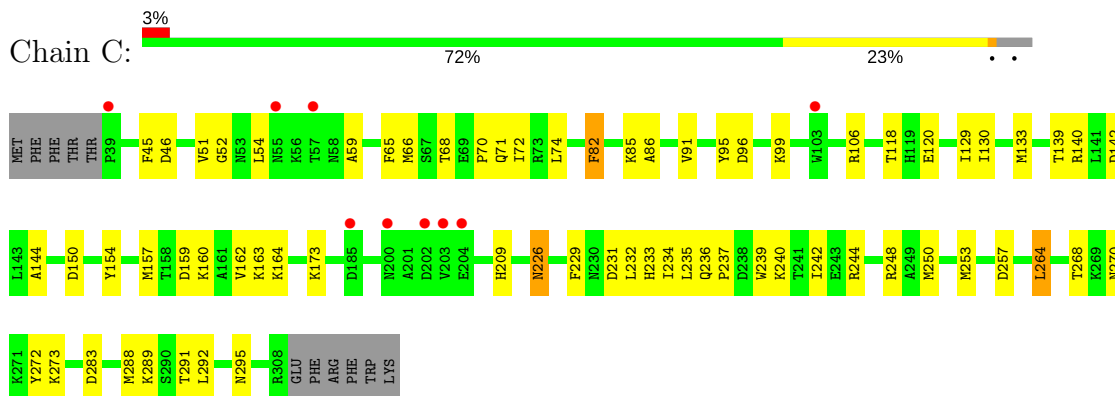 3%
Chain C:
72% 23% • •
MET PHE PHE THR THR P39 F45 D46 V51 G52 N53 L54 N55 K56 T57 N58 A59 F65 M66 S67 T68 E69 P70 Q71 I72 R73 L74 F82 K85 A86 V91 Y95 D96 K99 W103 R106 T118 H119 E120 I129 I130 M133 T139 R140 L141 D142
L143 A144 D150 Y154 M157 T158 D159 K160 A161 V162 K163 K164 K173 D185 N200 A201 D202 V203 E204 H209 N226 F229 N230 D231 L232 H233 I234 L235 Q236 P237 D238 W239 K240 T241 I242 E243 R244 R248 A249 M250 M253 D257 L264 T268 K269 N270
K271 Y272 K273 D283 M288 K289 S290 T291 L292 N295 R308 GLU PHE ARG PHE TRP LYS